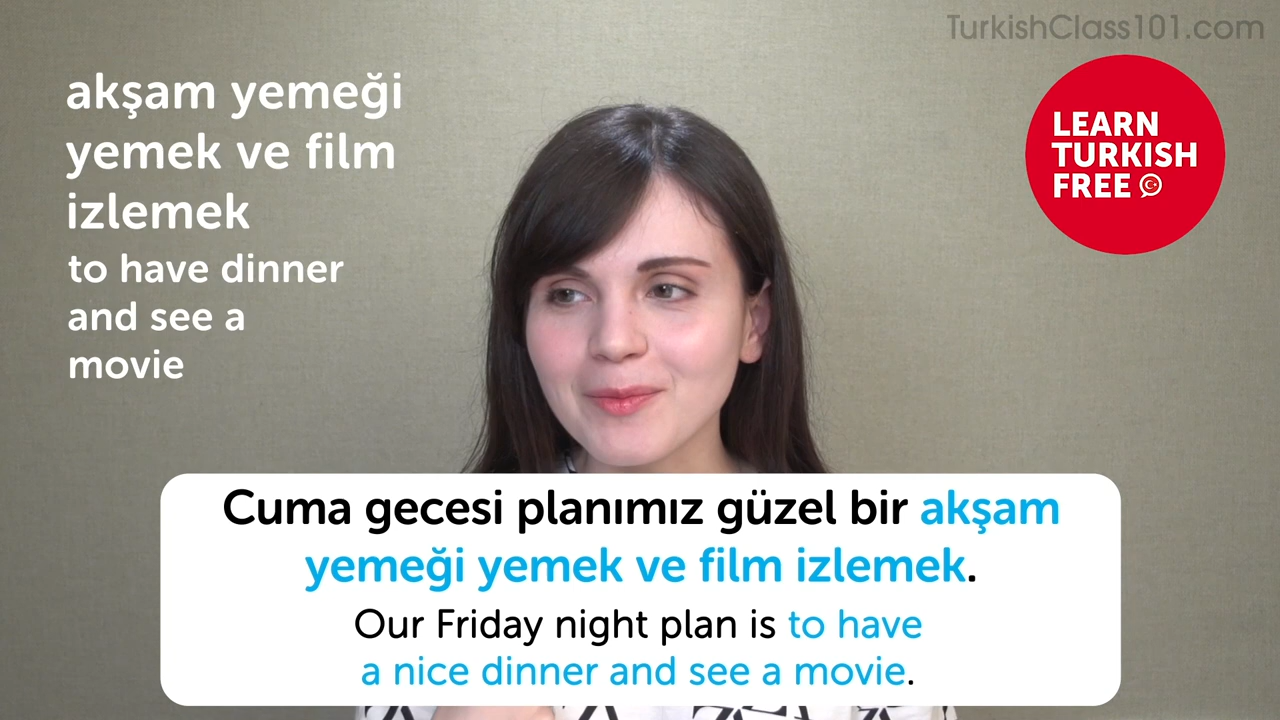 TurkishClass101.com
akşam yemeği
yemek ve film
izlemek
to have dinner
and see a
movie
LEARN
TURKISH
FREE
Cuma gecesi planımız güzel bir akşam
yemeği yemek ve film izlemek.
Our Friday night plan is to have
a nice dinner and see a movie.